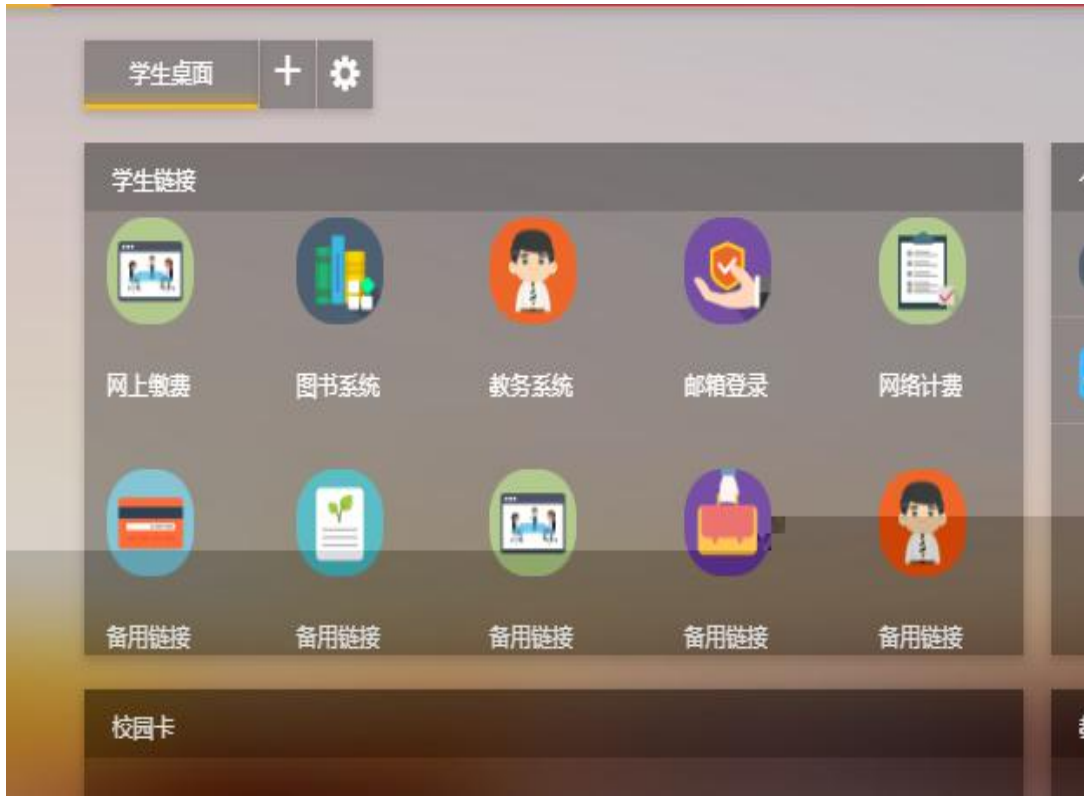 学生桌面
学生链接
网上缴费 图书系统 教务系统 邮箱登录 网络计费
备用链接 备用链接 备用链接 备用链接 备用链接
校园卡